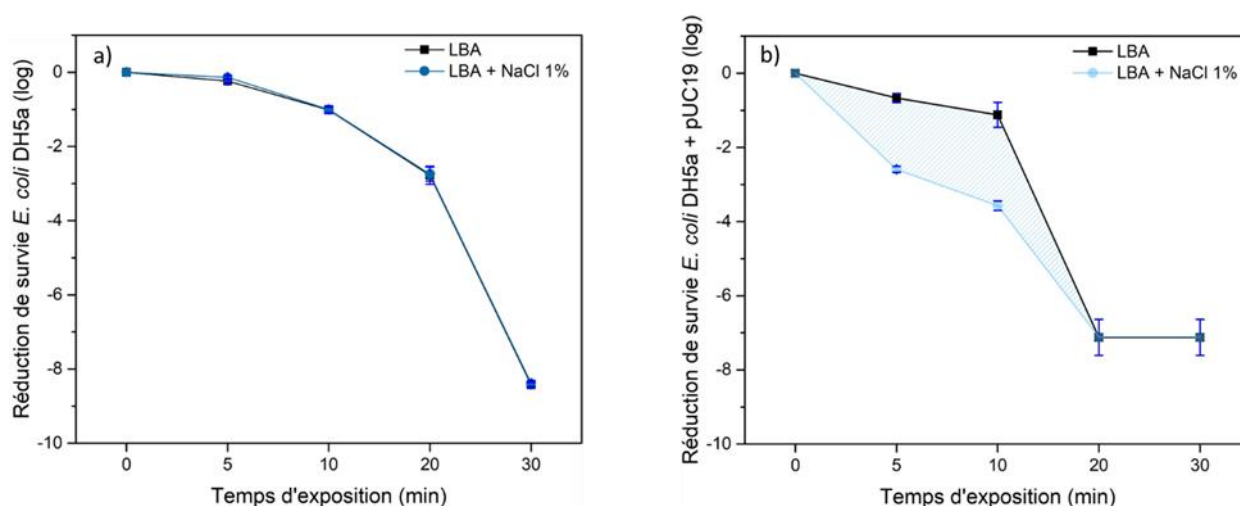 a)
LBA
LBA + NaCl 1%
Réduction de survie E. coli DH5a (log)
0
-2
-4
-6
-8
-10
0
5
10
20
30
Temps d'exposition (min)
b)
LBA
LBA + NaCl 1%
Réduction de survie E. coli DH5a + pUC19 (log)
0
-2
-4
-6
-8
-10
0
5
10
20
30
Temps d'exposition (min)